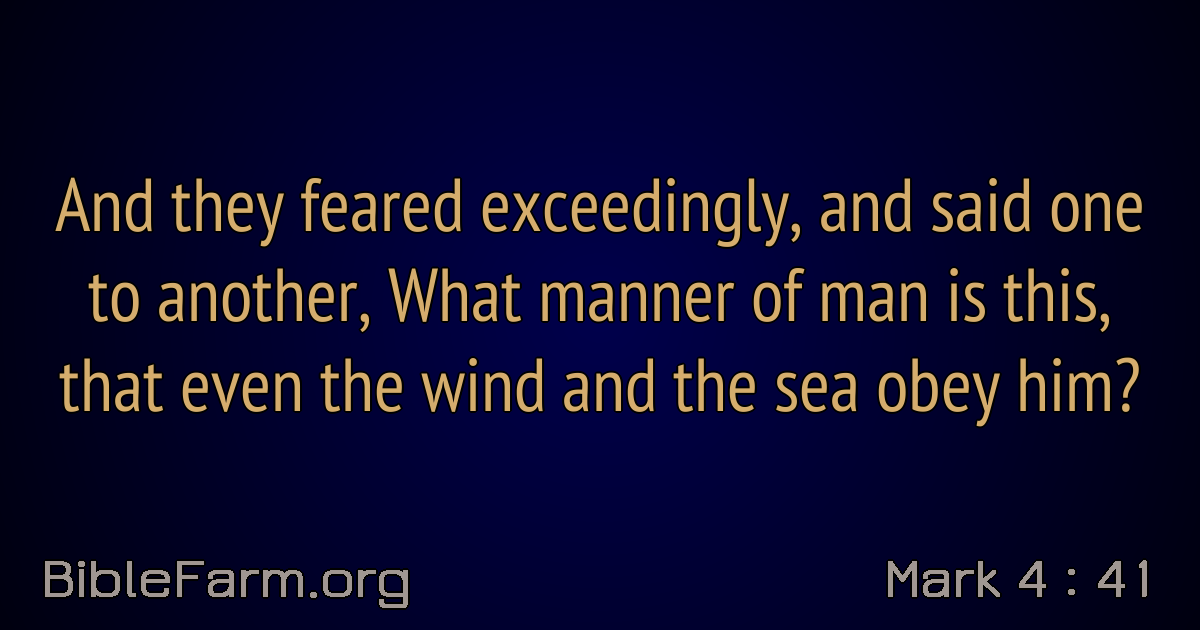 And they feared exceedingly, and said one
to another, What manner of man is this,
that even the wind and the sea obey him?
BibleFarm.org
Mark 4 : 41